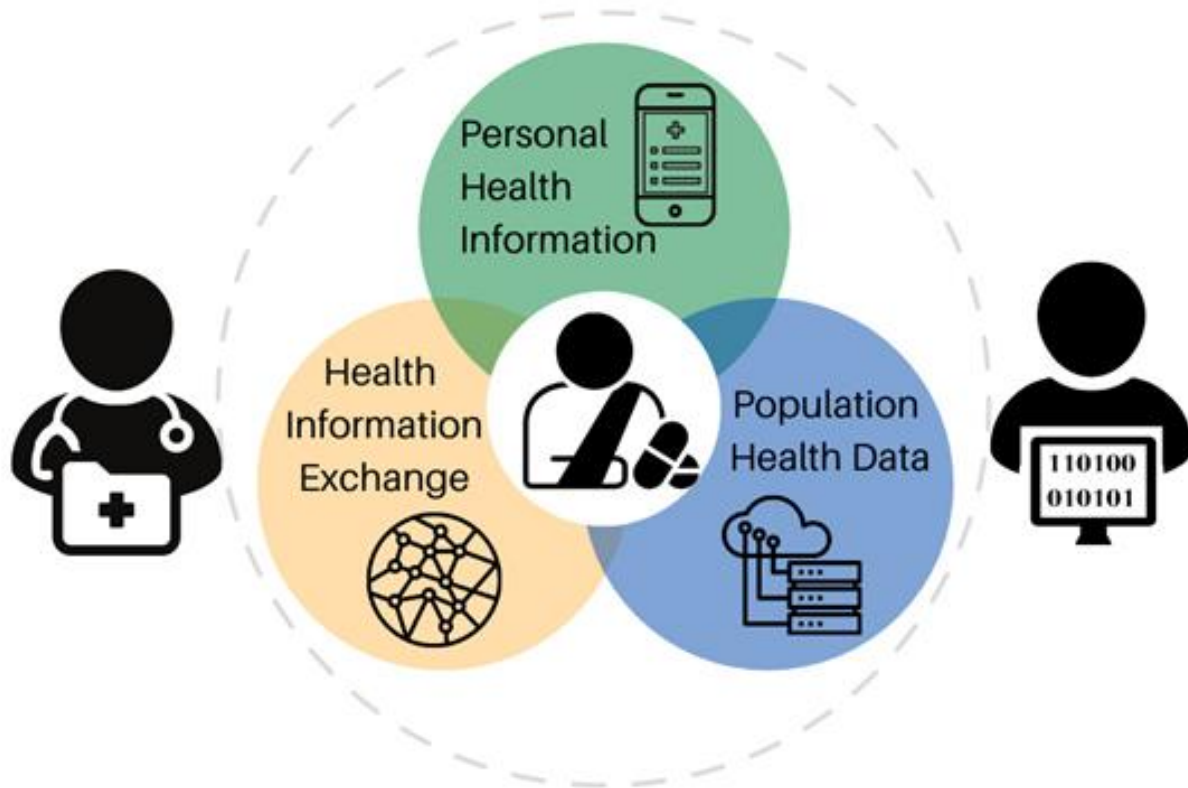 Personal
Health
Information
Health
Information
Exchange
Population
Health Data
110100
010101